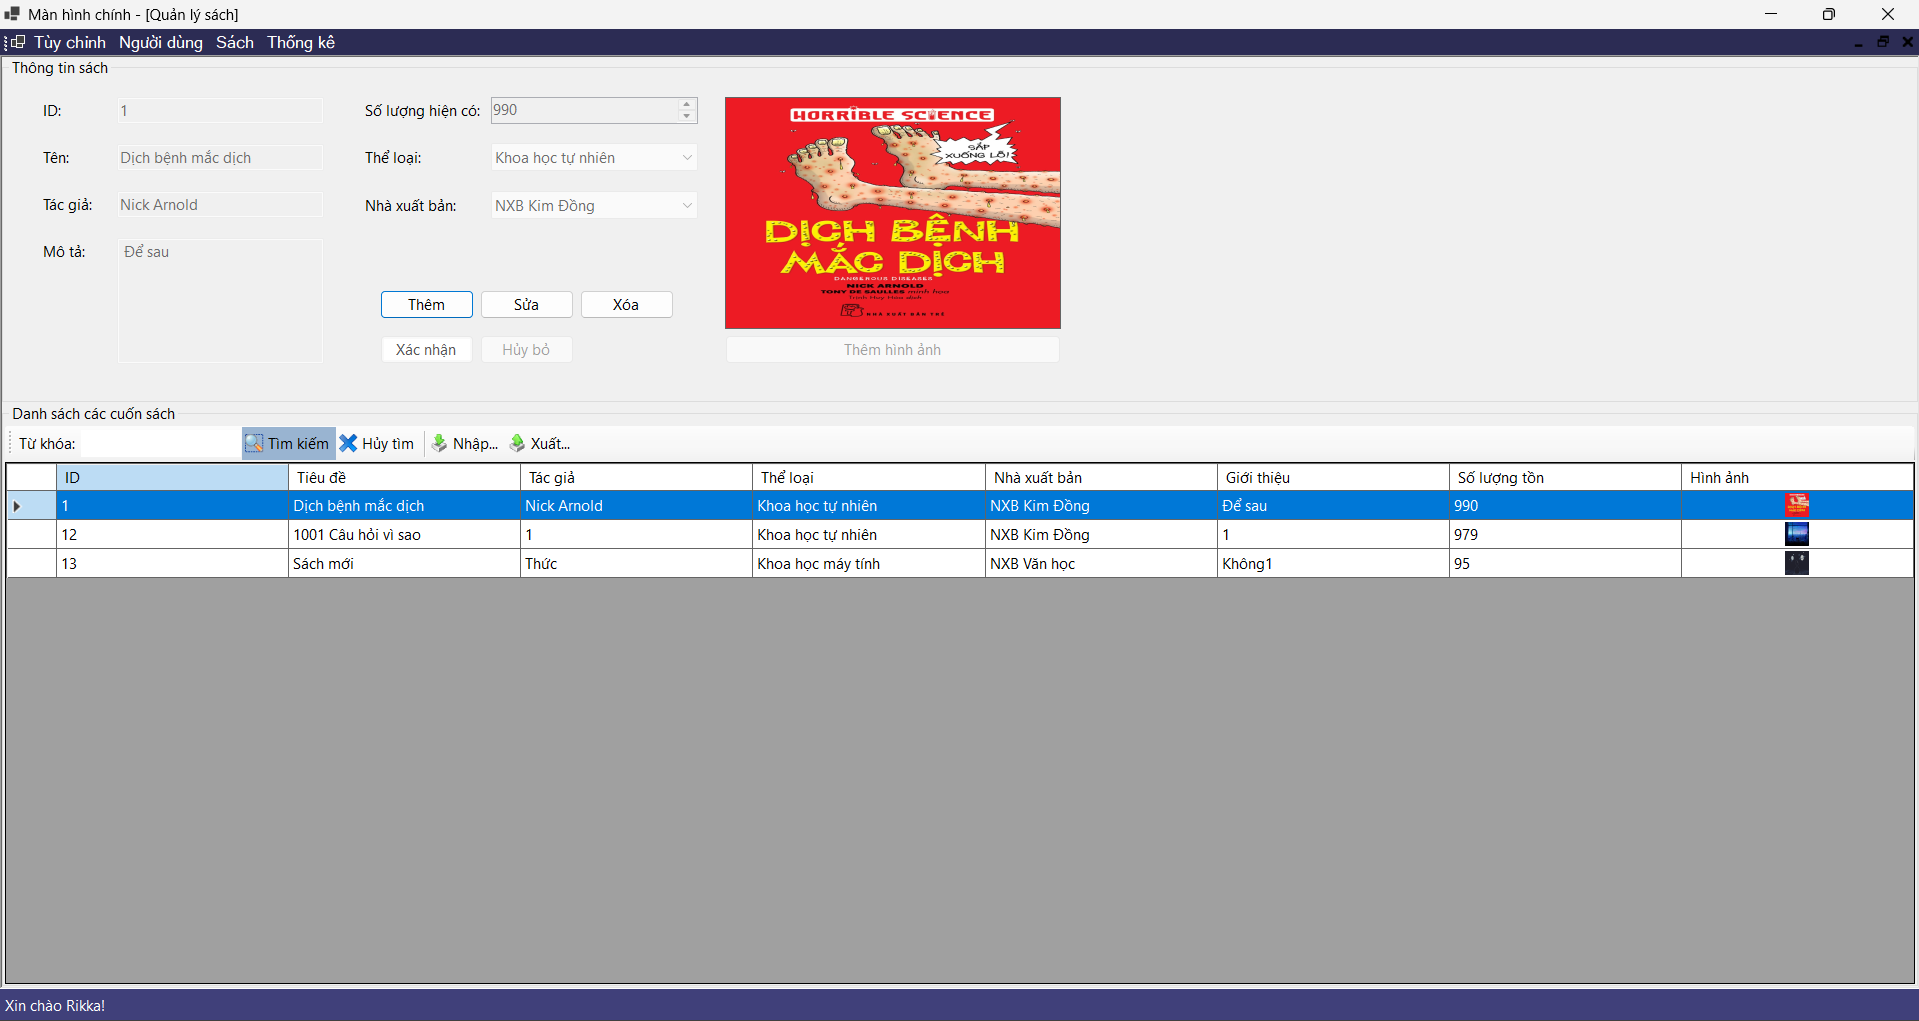 Màn hình chính - [Quản lý sách]
Tùy chỉnh Người dùng Sách Thống kê
Thông tin sách
ID: 1
Số lượng hiện có: 990
Tên: Dịch bệnh mắc dịch
Thể loại: Khoa học tự nhiên
Tác giả: Nick Arnold
Nhà xuất bản: NXB Kim Đồng
Mô tả: Để sau
Thêm Sửa Xóa
Xác nhận Hủy bỏ
HORRIBLE SCIENCE
SẮP
XUỐNG LỖ!
DỊCH BỆNH
MẮC DỊCH
DANGEROUS DISEASES
NICK ARNOLD
TONY DE SAULLES minh họa
Trịnh Huy Hóa dịch
NHÀ XUẤT BẢN TRẺ
Thêm hình ảnh
Danh sách các cuốn sách
Từ khóa: Tìm kiếm Hủy tìm Nhập... Xuất...
ID Tiêu đề Tác giả Thể loại Nhà xuất bản Giới thiệu Số lượng tồn Hình ảnh
1 Dịch bệnh mắc dịch Nick Arnold Khoa học tự nhiên NXB Kim Đồng Để sau 990
12 1001 Câu hỏi vì sao 1 Khoa học tự nhiên NXB Kim Đồng 1 979
13 Sách mới Thức Khoa học máy tính NXB Văn học Không1 95
Xin chào Rikka!